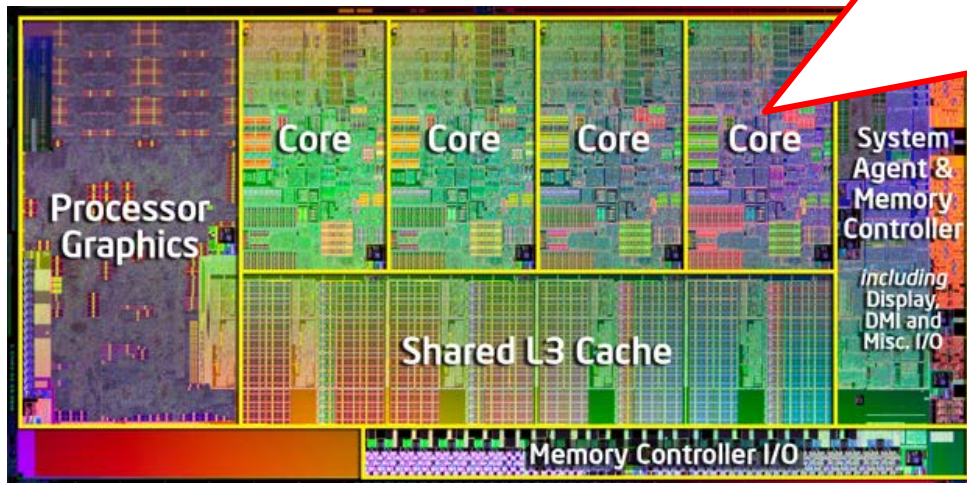 Processor
Graphics
Core
Core
Core
Core
System
Agent &
Memory
Controller
including
Display,
DMI and
Misc. I/O
Shared L3 Cache
Memory Controller I/O